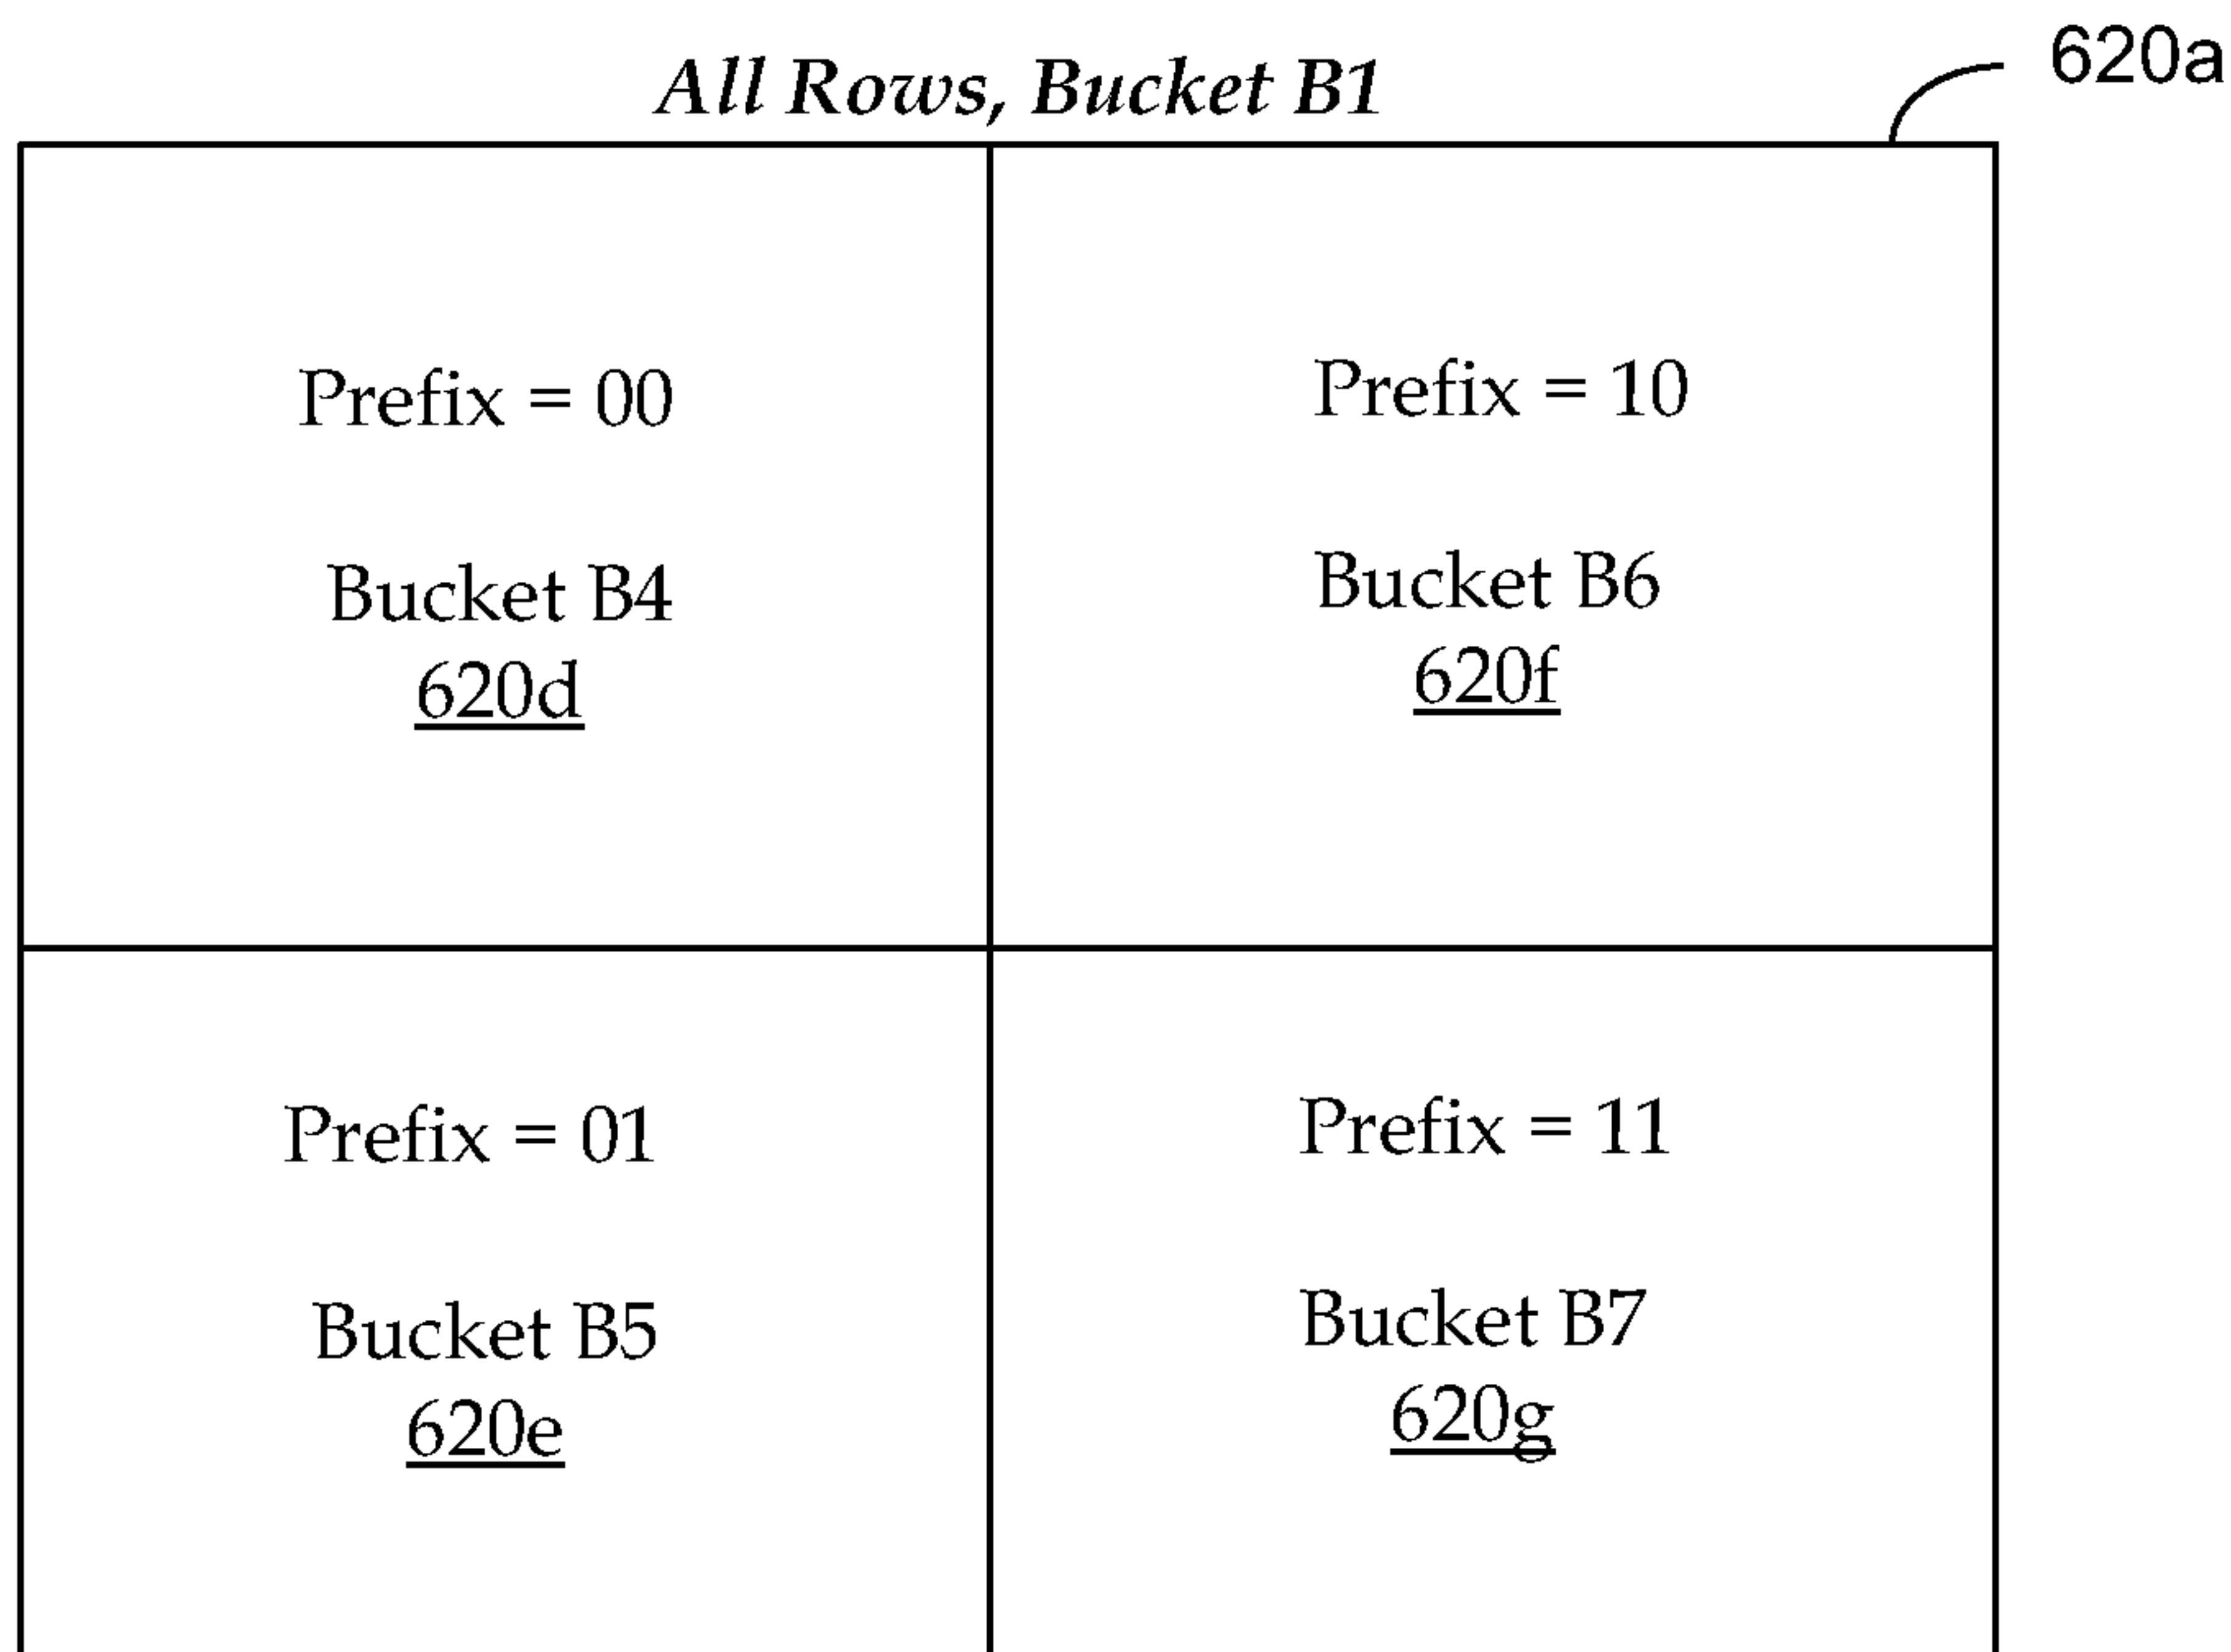 All Rows, Bucket B1
620a
Prefix = 00
Bucket B4
620d
Prefix = 10
Bucket B6
620f
Prefix = 01
Bucket B5
620e
Prefix = 11
Bucket B7
620g